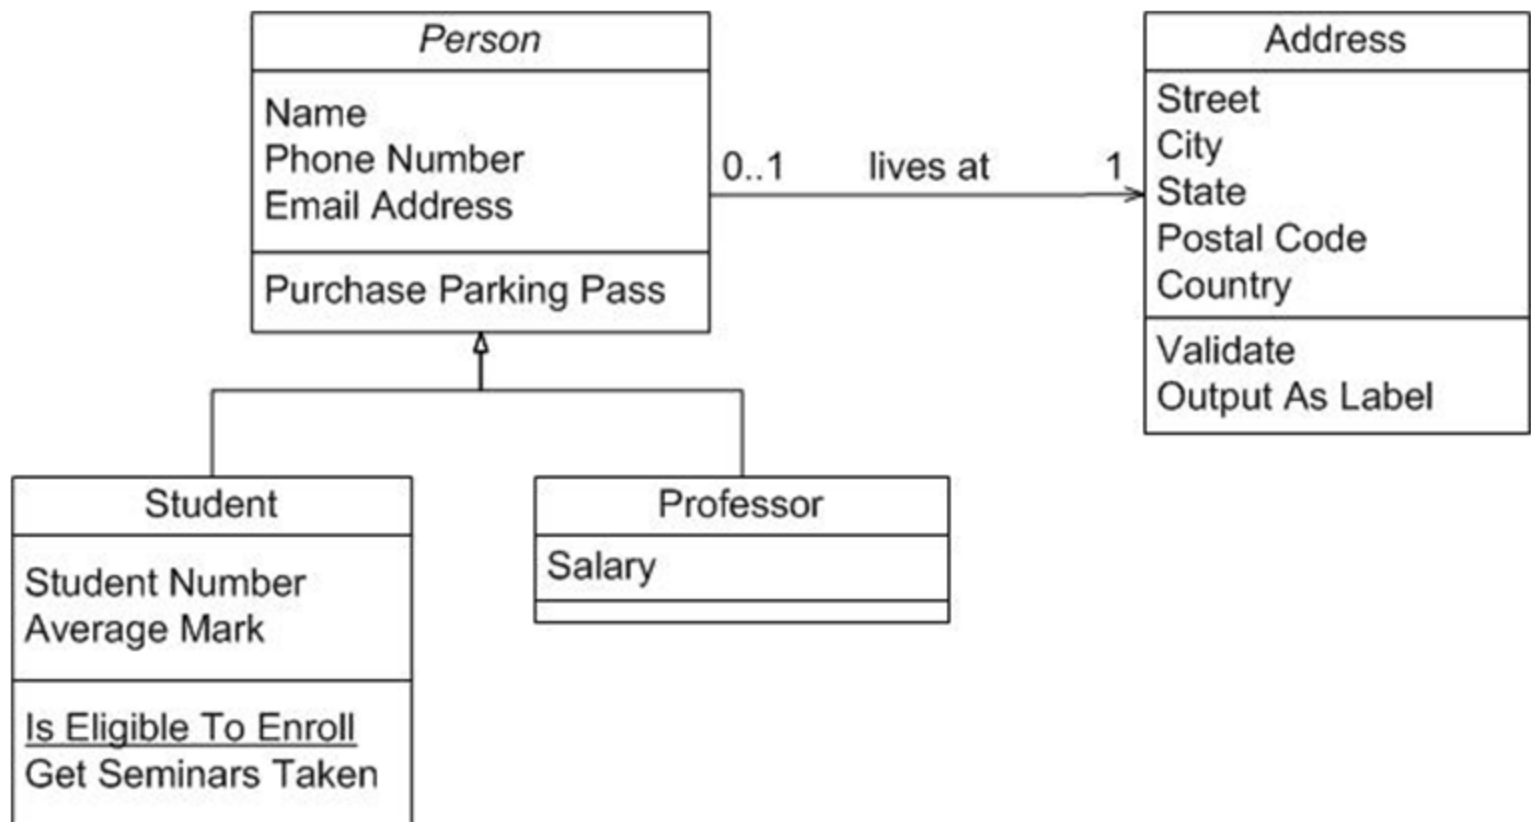 Person
Name
Phone Number
Email Address
Purchase Parking Pass
0..1 lives at 1
Address
Street
City
State
Postal Code
Country
Validate
Output As Label
Student
Student Number
Average Mark
Is Eligible To Enroll
Get Seminars Taken
Professor
Salary